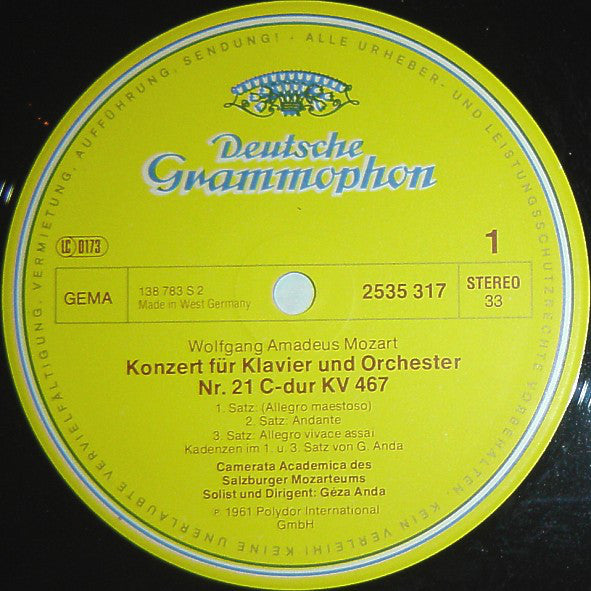 KEINE UNERLAUBTE VERVIELFÄLTIGUNG, VERMIETUNG, AUFFÜHRUNG, SENDUNG! - ALLE URHEBER- UND LEISTUNGSSCHUTZRECHTE VORBEHALTEN, KEIN VERLEIH!
Deutsche
Grammophon
LC 0173
1
GEMA
138 783 S 2
Made in West Germany
2535 317
STEREO
33
Wolfgang Amadeus Mozart
Konzert für Klavier und Orchester
Nr. 21 C-dur KV 467
1. Satz: (Allegro maestoso)
2. Satz: Andante
3. Satz: Allegro vivace assai
Kadenzen im 1. u. 3. Satz von G. Anda
Camerata Academica des
Salzburger Mozarteums
Solist und Dirigent: Géza Anda
℗ 1961 Polydor International
GmbH